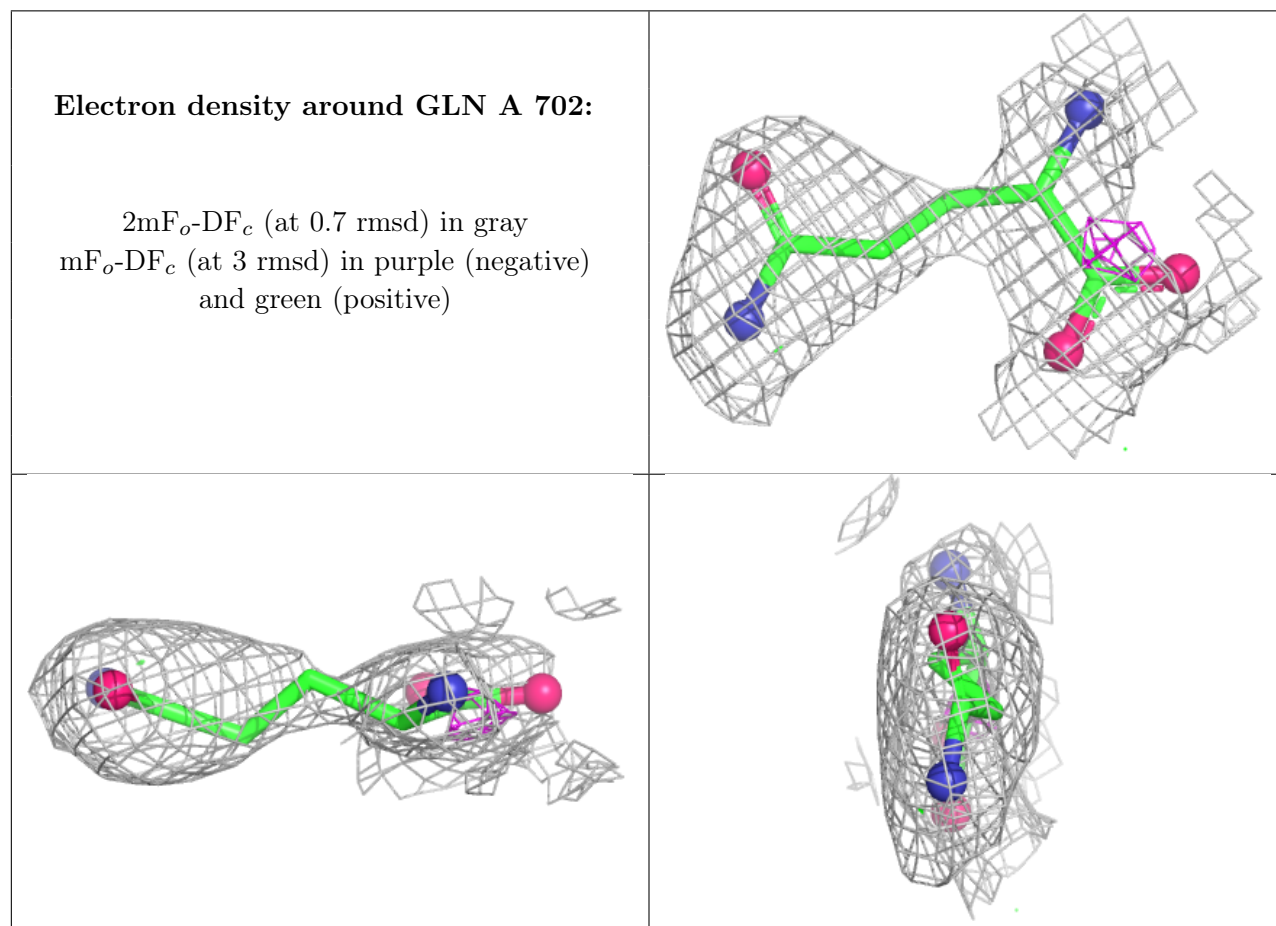 Electron density around GLN A 702:
2mFo-DFc (at 0.7 rmsd) in gray
mFo-DFc (at 3 rmsd) in purple (negative)
and green (positive)